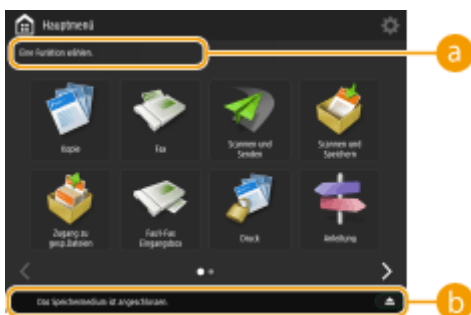 Hauptmenü
Eine Funktion wählen.
a
Kopie
Fax
Scannen und
Senden
Scannen und
Speichern
Zugang zu
gesp.Dateien
Fax/I-Fax
Eingangsbox
Druck
Anleitung
Das Speichermedium ist angeschlossen.
b